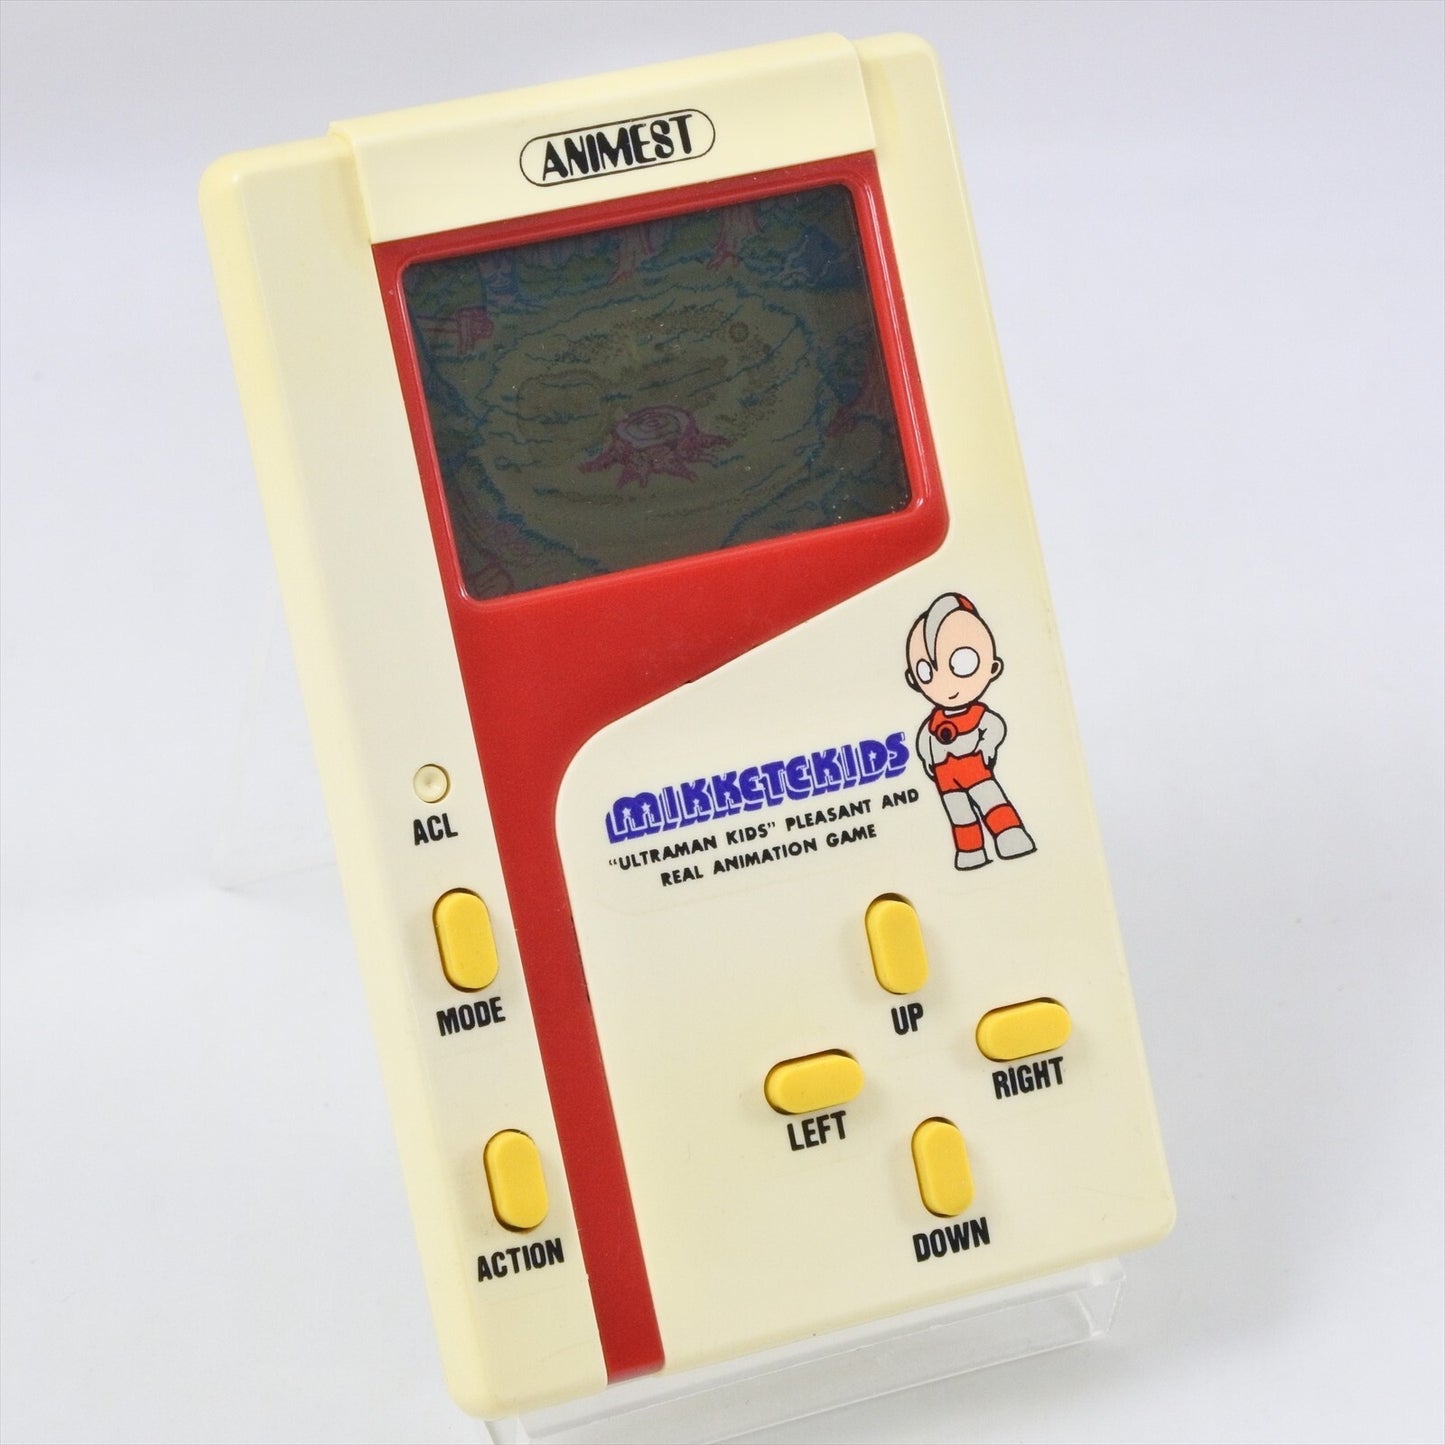 ANIMEST
MIKKETEKIDS
"ULTRAMAN KIDS" PLEASANT AND
REAL ANIMATION GAME
ACL
MODE
UP
RIGHT
LEFT
ACTION
DOWN